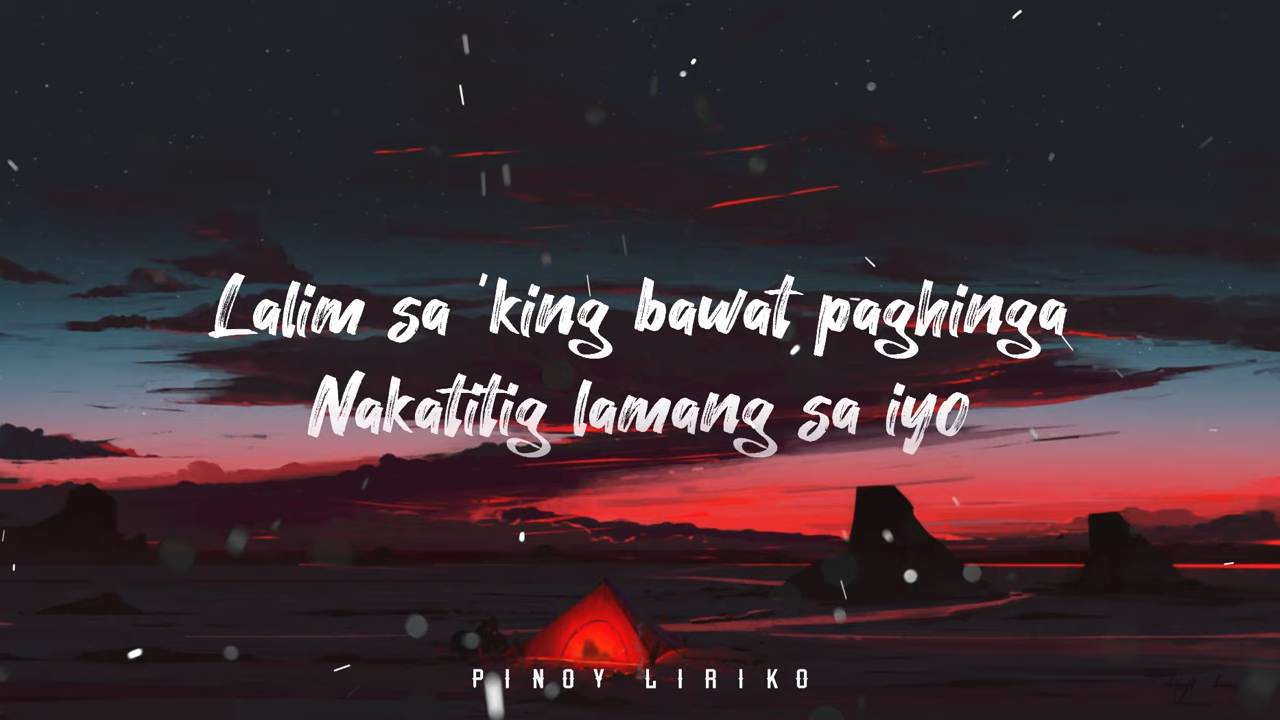 Lalim sa 'king bawat paghinga
Nakatitig lamang sa iyo
PINOY LIRIKO